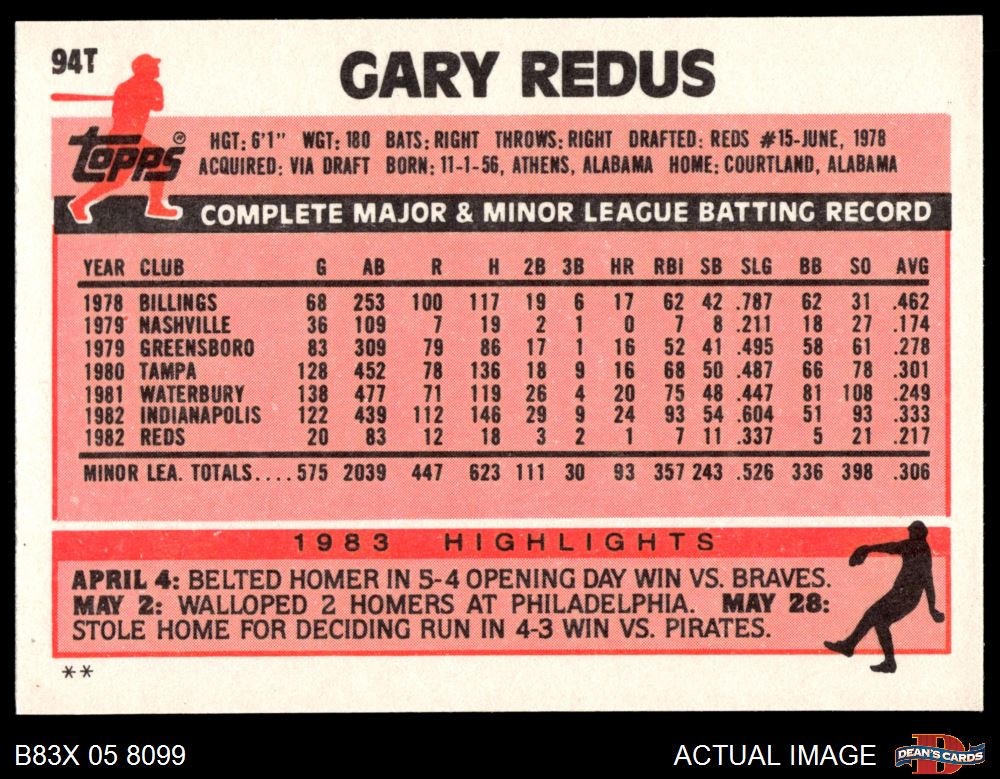 94T
GARY REDUS
topps®
HGT: 6'1" WGT: 180 BATS: RIGHT THROWS: RIGHT DRAFTED: REDS #15-JUNE, 1978
ACQUIRED: VIA DRAFT BORN: 11-1-56, ATHENS, ALABAMA HOME: COURTLAND, ALABAMA
COMPLETE MAJOR & MINOR LEAGUE BATTING RECORD
YEAR CLUB G AB R H 2B 3B HR RBI SB SLG BB SO AVG
1978 BILLINGS 68 253 100 117 19 6 17 62 42 .787 62 31 .462
1979 NASHVILLE 36 109 7 19 2 1 0 7 8 .211 18 27 .174
1979 GREENSBORO 83 309 79 86 17 1 16 52 41 .495 58 61 .278
1980 TAMPA 128 452 78 136 18 9 16 68 50 .487 66 78 .301
1981 WATERBURY 138 477 71 119 26 4 20 75 48 .447 81 108 .249
1982 INDIANAPOLIS 122 439 112 146 29 9 24 93 54 .604 51 93 .333
1982 REDS 20 83 12 18 3 2 1 7 11 .337 5 21 .217
MINOR LEA. TOTALS....575 2039 447 623 111 30 93 357 243 .526 336 398 .306
1983 HIGHLIGHTS
APRIL 4: BELTED HOMER IN 5-4 OPENING DAY WIN VS. BRAVES.
MAY 2: WALLOPED 2 HOMERS AT PHILADELPHIA. MAY 28:
STOLE HOME FOR DECIDING RUN IN 4-3 WIN VS. PIRATES.
**
B83X 05 8099
ACTUAL IMAGE
DEAN'S CARDS